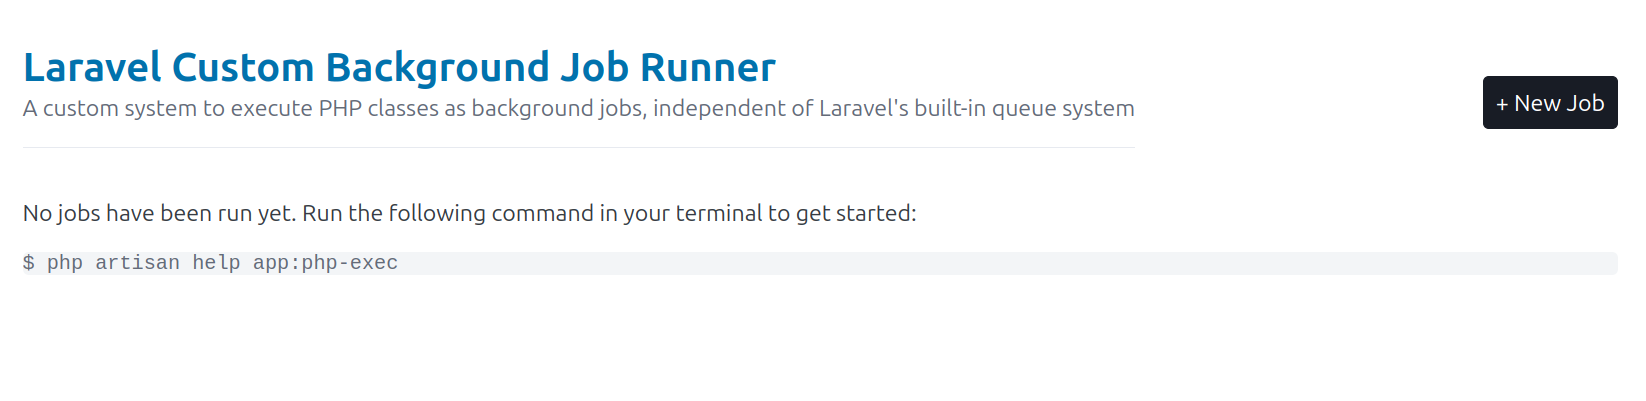 Laravel Custom Background Job Runner
A custom system to execute PHP classes as background jobs, independent of Laravel's built-in queue system
+ New Job
No jobs have been run yet. Run the following command in your terminal to get started:
$ php artisan help app:php-exec